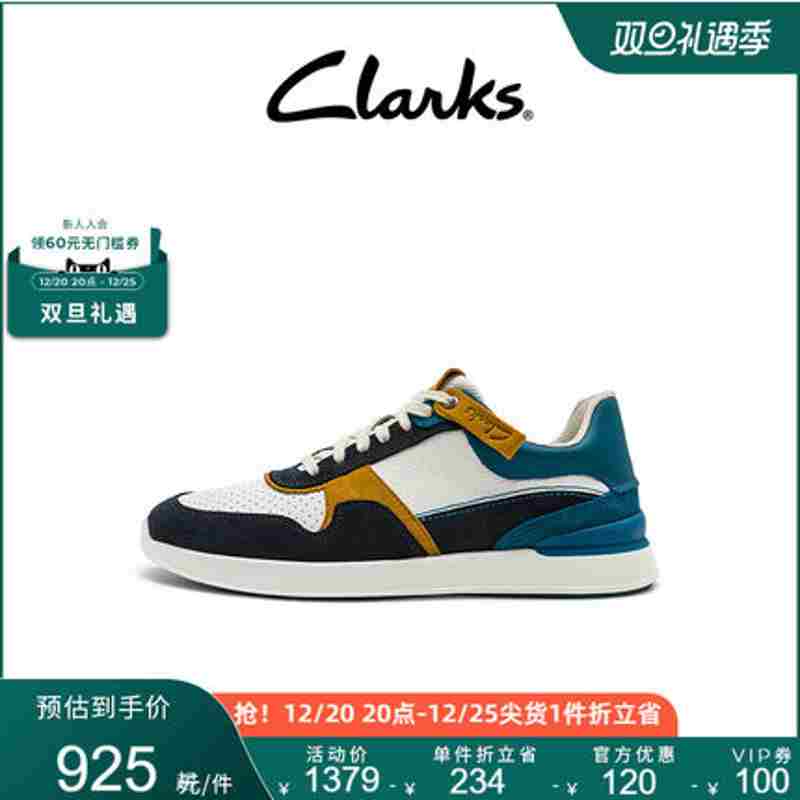 双旦礼遇季
Clarks®
新人入会
领60元无门槛券
12/20 20点-12/25
双旦礼遇
Clarks
抢！12/20 20点-12/25尖货1件折立省
预估到手价
925 元/件
活动价 单件折立省 官方优惠 VIP券
¥1379 - ¥234 - ¥120 - ¥100